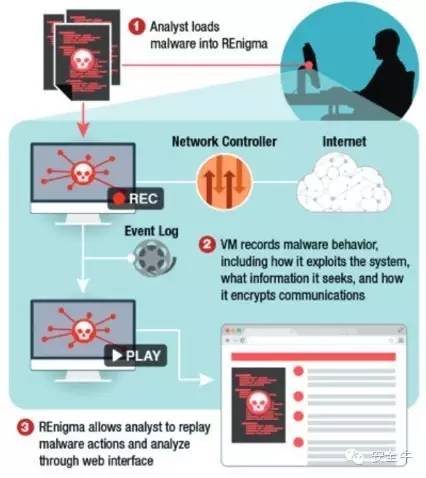 1 Analyst loads
malware into REnigma
Network Controller
Internet
REC
Event Log
2 VM records malware behavior,
including how it exploits the system,
what information it seeks, and how
it encrypts communications
PLAY
3 REnigma allows analyst to replay
malware actions and analyze
through web interface
安全牛